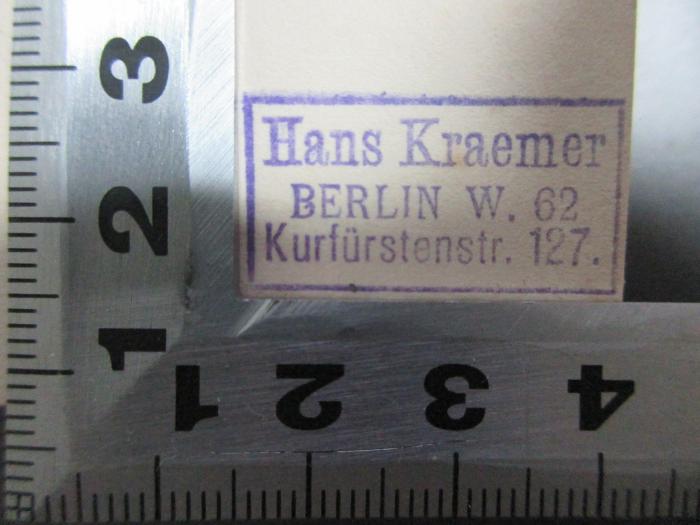 Hans Kraemer
BERLIN W. 62
Kurfürstenstr. 127.
3
2
1
1 2 3 4